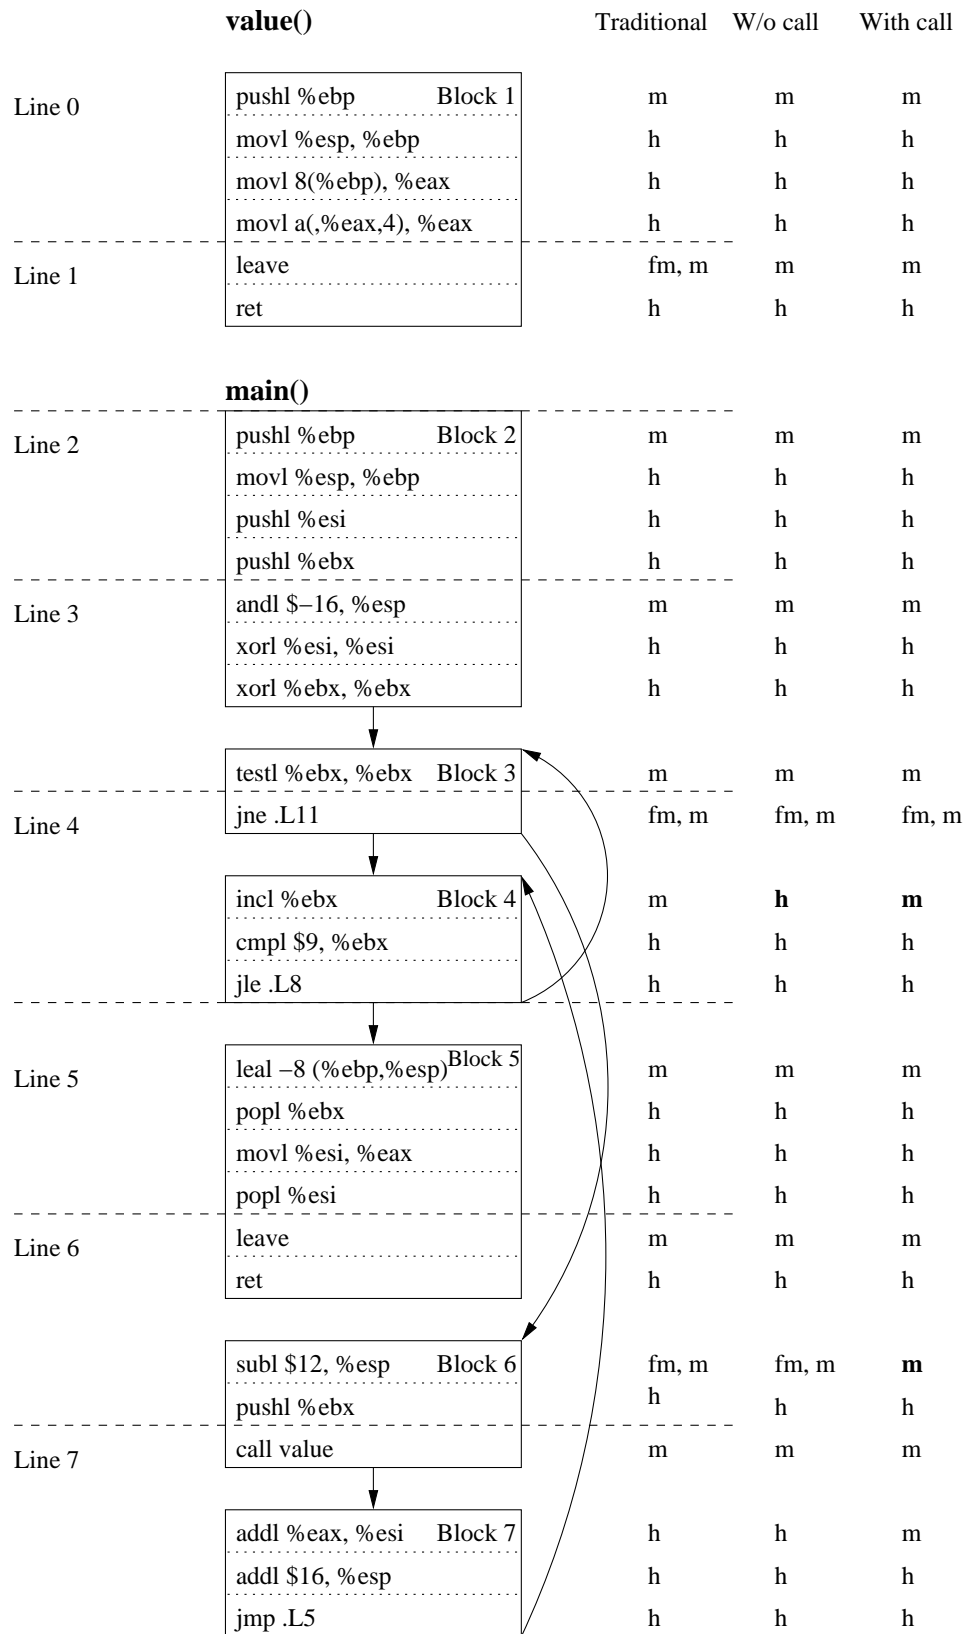 value() Traditional W/o call With call
Line 0 pushl %ebp Block 1 m m m
movl %esp, %ebp h h h
movl 8(%ebp), %eax h h h
movl a(,%eax,4), %eax h h h
Line 1 leave fm, m m m
ret h h h
main()
Line 2 pushl %ebp Block 2 m m m
movl %esp, %ebp h h h
pushl %esi h h h
pushl %ebx h h h
Line 3 andl $−16, %esp m m m
xorl %esi, %esi h h h
xorl %ebx, %ebx h h h
testl %ebx, %ebx Block 3 m m m
Line 4 jne .L11 fm, m fm, m fm, m
incl %ebx Block 4 m h m
cmpl $9, %ebx h h h
jle .L8 h h h
Line 5 leal −8 (%ebp,%esp) Block 5 m m m
popl %ebx h h h
movl %esi, %eax h h h
popl %esi h h h
Line 6 leave m m m
ret h h h
subl $12, %esp Block 6 fm, m fm, m m
pushl %ebx h h h
Line 7 call value m m m
addl %eax, %esi Block 7 h h m
addl $16, %esp h h h
jmp .L5 h h h